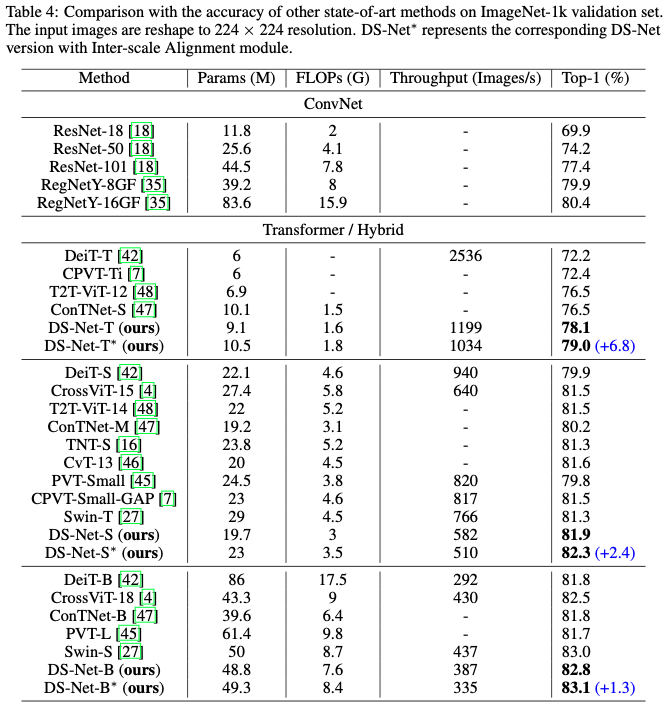 Table 4: Comparison with the accuracy of other state-of-art methods on ImageNet-1k validation set.
The input images are reshape to 224 × 224 resolution. DS-Net* represents the corresponding DS-Net
version with Inter-scale Alignment module.
Method Params (M) FLOPs (G) Throughput (Images/s) Top-1 (%)
ConvNet
ResNet-18 [18] 11.8 2 - 69.9
ResNet-50 [18] 25.6 4.1 - 74.2
ResNet-101 [18] 44.5 7.8 - 77.4
RegNetY-8GF [35] 39.2 8 - 79.9
RegNetY-16GF [35] 83.6 15.9 - 80.4
Transformer / Hybrid
DeiT-T [42] 6 - 2536 72.2
CPVT-Ti [7] 6 - - 72.4
T2T-ViT-12 [48] 6.9 - - 76.5
ConTNet-S [47] 10.1 1.5 - 76.5
DS-Net-T (ours) 9.1 1.6 1199 78.1
DS-Net-T* (ours) 10.5 1.8 1034 79.0 (+6.8)
DeiT-S [42] 22.1 4.6 940 79.9
CrossViT-15 [4] 27.4 5.8 640 81.5
T2T-ViT-14 [48] 22 5.2 - 81.5
ConTNet-M [47] 19.2 3.1 - 80.2
TNT-S [16] 23.8 5.2 - 81.3
CvT-13 [46] 20 4.5 - 81.6
PVT-Small [45] 24.5 3.8 820 79.8
CPVT-Small-GAP [7] 23 4.6 817 81.5
Swin-T [27] 29 4.5 766 81.3
DS-Net-S (ours) 19.7 3 582 81.9
DS-Net-S* (ours) 23 3.5 510 82.3 (+2.4)
DeiT-B [42] 86 17.5 292 81.8
CrossViT-18 [4] 43.3 9 430 82.5
ConTNet-B [47] 39.6 6.4 - 81.8
PVT-L [45] 61.4 9.8 - 81.7
Swin-S [27] 50 8.7 437 83.0
DS-Net-B (ours) 48.8 7.6 387 82.8
DS-Net-B* (ours) 49.3 8.4 335 83.1 (+1.3)